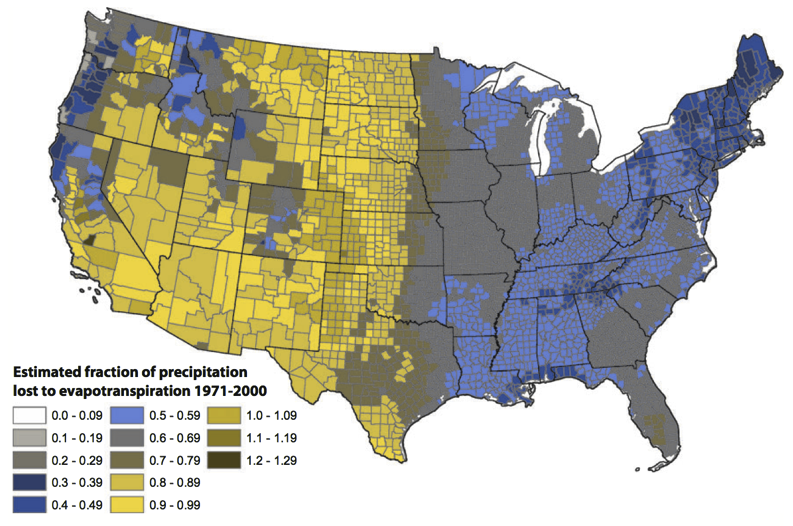 Estimated fraction of precipitation
lost to evapotranspiration 1971-2000
0.0 - 0.09 0.5 - 0.59 1.0 - 1.09
0.1 - 0.19 0.6 - 0.69 1.1 - 1.19
0.2 - 0.29 0.7 - 0.79 1.2 - 1.29
0.3 - 0.39 0.8 - 0.89
0.4 - 0.49 0.9 - 0.99